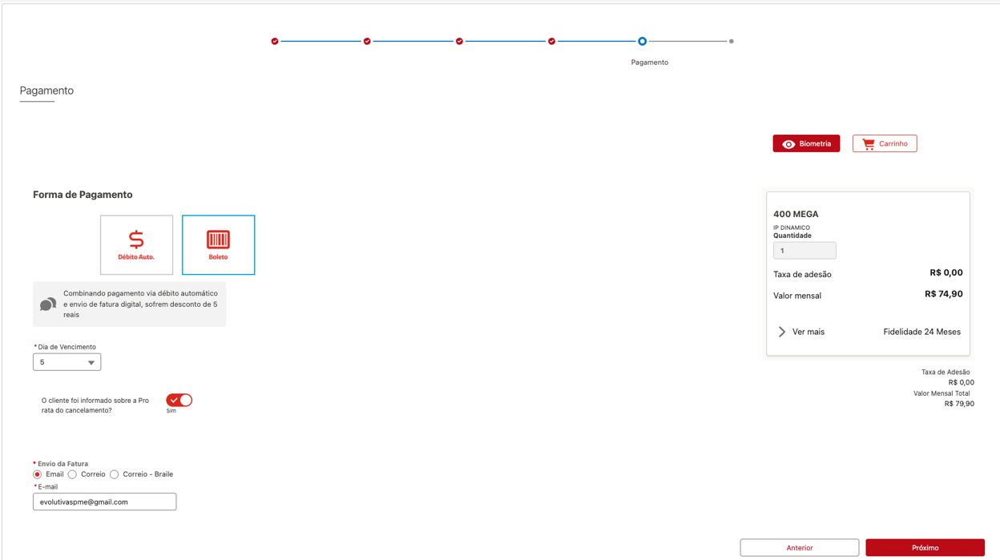 Pagamento
Pagamento
Biometria
Carrinho
Forma de Pagamento
Débito Auto.
Boleto
Combinando pagamento via débito automático
e envio de fatura digital, sofrem desconto de 5
reais
* Dia de Vencimento
5
O cliente foi informado sobre a Pro
rata do cancelamento?
Sim
* Envio da Fatura
Email Correio Correio - Braile
* E-mail
evolutivaspme@gmail.com
400 MEGA
IP DINAMICO
Quantidade
1
Taxa de adesão R$ 0,00
Valor mensal R$ 74,90
Ver mais Fidelidade 24 Meses
Taxa de Adesão
R$ 0,00
Valor Mensal Total
R$ 79,90
Anterior
Próximo